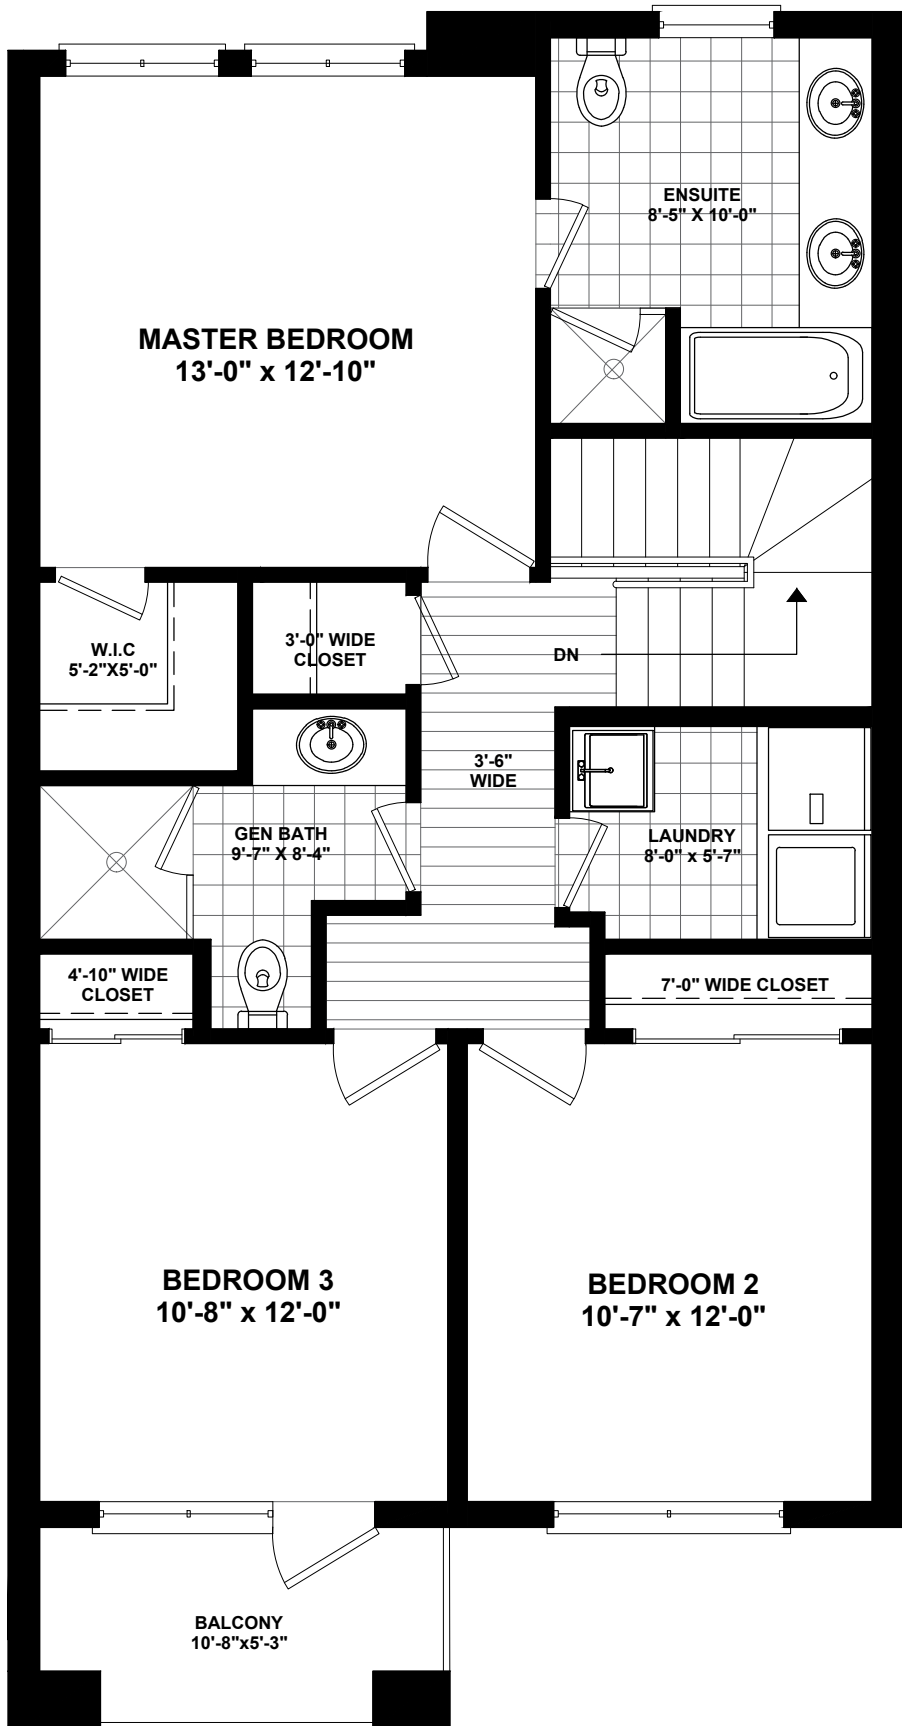 ENSUITE
8'-5" X 10'-0"
MASTER BEDROOM
13'-0" x 12'-10"
W.I.C
5'-2"X5'-0"
3'-0" WIDE
CLOSET
DN
3'-6"
WIDE
GEN BATH
9'-7" X 8'-4"
LAUNDRY
8'-0" x 5'-7"
4'-10" WIDE
CLOSET
7'-0" WIDE CLOSET
BEDROOM 3
10'-8" x 12'-0"
BEDROOM 2
10'-7" x 12'-0"
BALCONY
10'-8"x5'-3"